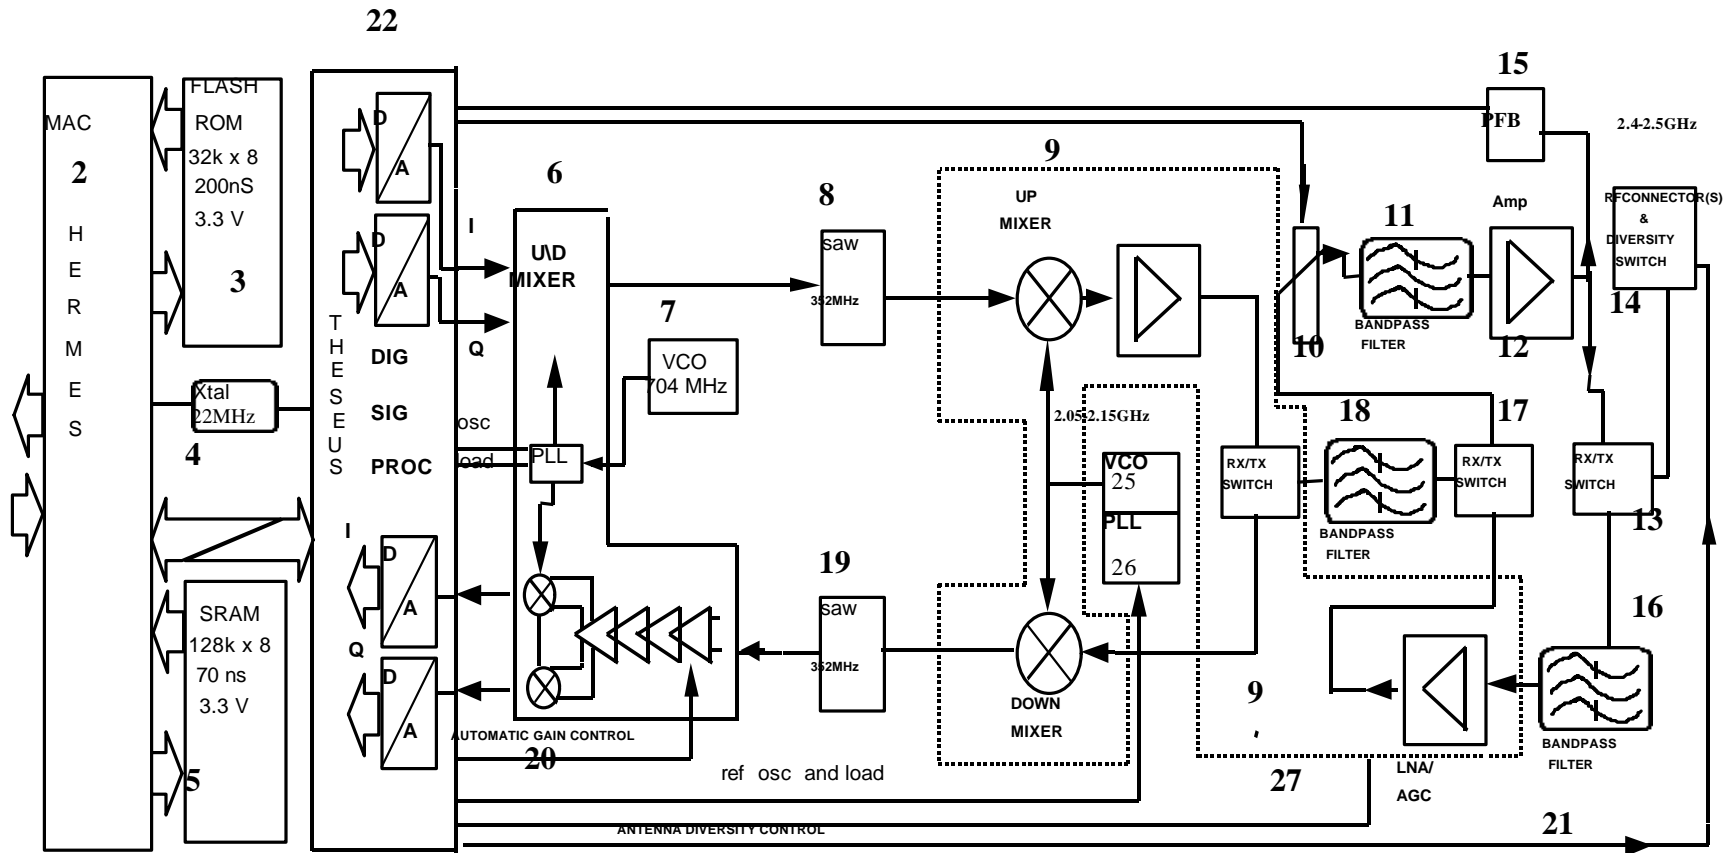 22
MAC
2
H
E
R
M
E
S
FLASH
ROM
32k x 8
200nS
3.3 V
3
Xtal
22MHz
4
SRAM
128k x 8
70 ns
3.3 V
5
D
A
D
A
T
H
E
S
E
U
S
DIG
SIG
PROC
I
D
A
Q
D
A
I
Q
osc
load
6
U\D
MIXER
PLL
7
VCO
704 MHz
AUTOMATIC GAIN CONTROL
20
8
saw
352MHz
19
saw
352MHz
ref osc and load
ANTENNA DIVERSITY CONTROL
9
UP
MIXER
2.05-2.15GHz
VCO
25
PLL
26
DOWN
MIXER
9
'
27
RX/TX
SWITCH
10
11
BANDPASS
FILTER
Amp
12
15
PFB
2.4-2.5GHz
RFCONNECTOR(S)
&
DIVERSITY
SWITCH
14
18
BANDPASS
FILTER
17
RX/TX
SWITCH
RX/TX
SWITCH
13
16
BANDPASS
FILTER
LNA/
AGC
21